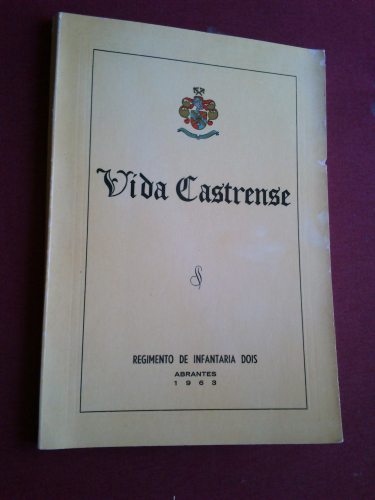 Vida Castrense
REGIMENTO DE INFANTARIA DOIS
ABRANTES
1963